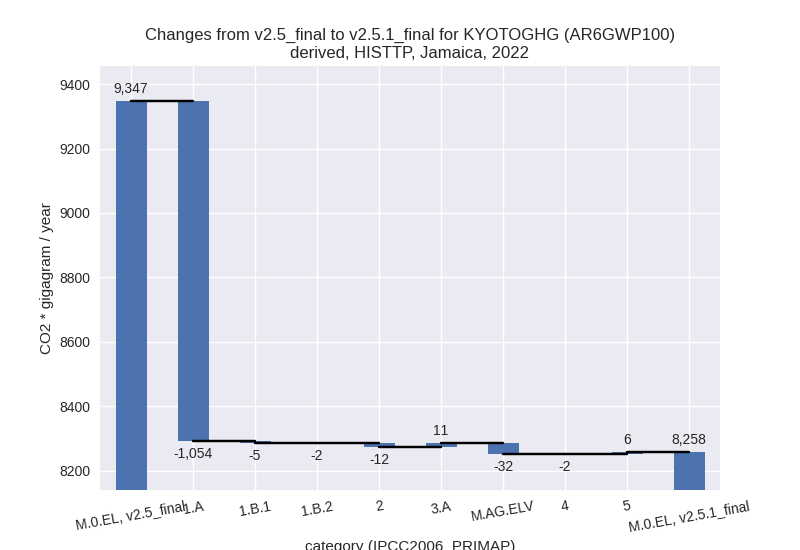 Changes from v2.5_final to v2.5.1_final for KYOTOGHG (AR6GWP100)
derived, HISTTP, Jamaica, 2022
CO2 * gigagram / year
9400
9200
9000
8800
8600
8400
8200
9,347
-1,054
-5
-2
-12
11
-32
-2
6
8,258
M.0.EL, v2.5_final
1.A
1.B.1
1.B.2
2
3.A
M.AG.ELV
4
5
M.0.EL, v2.5.1_final
category (IPCC2006_PRIMAP)